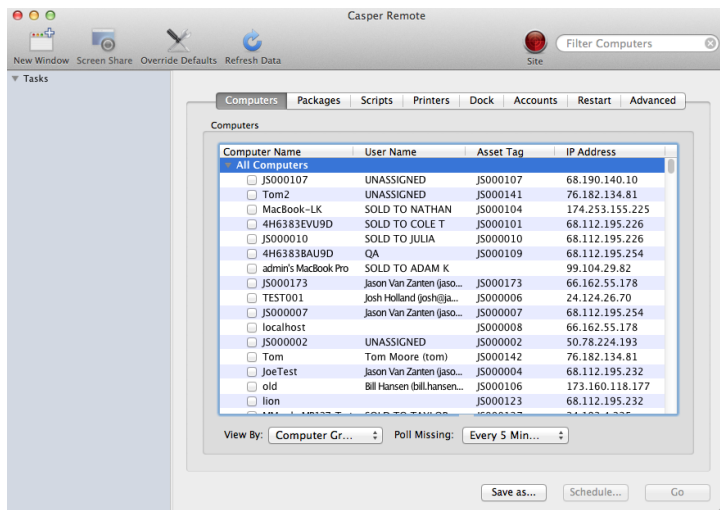 Casper Remote
New Window Screen Share Override Defaults Refresh Data Site Filter Computers
Tasks
Computers Packages Scripts Printers Dock Accounts Restart Advanced
Computers
Computer Name User Name Asset Tag IP Address
All Computers
JS000107 UNASSIGNED JS000107 68.190.140.10
Tom2 UNASSIGNED JS000141 76.182.134.81
MacBook-LK SOLD TO NATHAN JS000104 174.253.155.225
4H6383EVU9D SOLD TO COLE T JS000101 68.112.195.226
JS000010 SOLD TO JULIA JS000010 68.112.195.226
4H6383BAU9D QA JS000109 68.112.195.254
admin's MacBook Pro SOLD TO ADAM K 99.104.29.82
JS000173 Jason Van Zanten (jaso... JS000173 66.162.55.178
TEST001 Josh Holland (josh@ja... JS000006 24.124.26.70
JS000007 Jason Van Zanten (jaso... JS000007 68.112.195.254
localhost JS000008 66.162.55.178
JS000002 UNASSIGNED JS000002 50.78.224.193
Tom Tom Moore (tom) JS000142 76.182.134.81
JoeTest Jason Van Zanten (jaso... JS000004 68.112.195.232
old Bill Hansen (bill.hansen... JS000106 173.160.118.177
lion JS000123 68.112.195.232
View By: Computer Gr... Poll Missing: Every 5 Min...
Save as... Schedule... Go